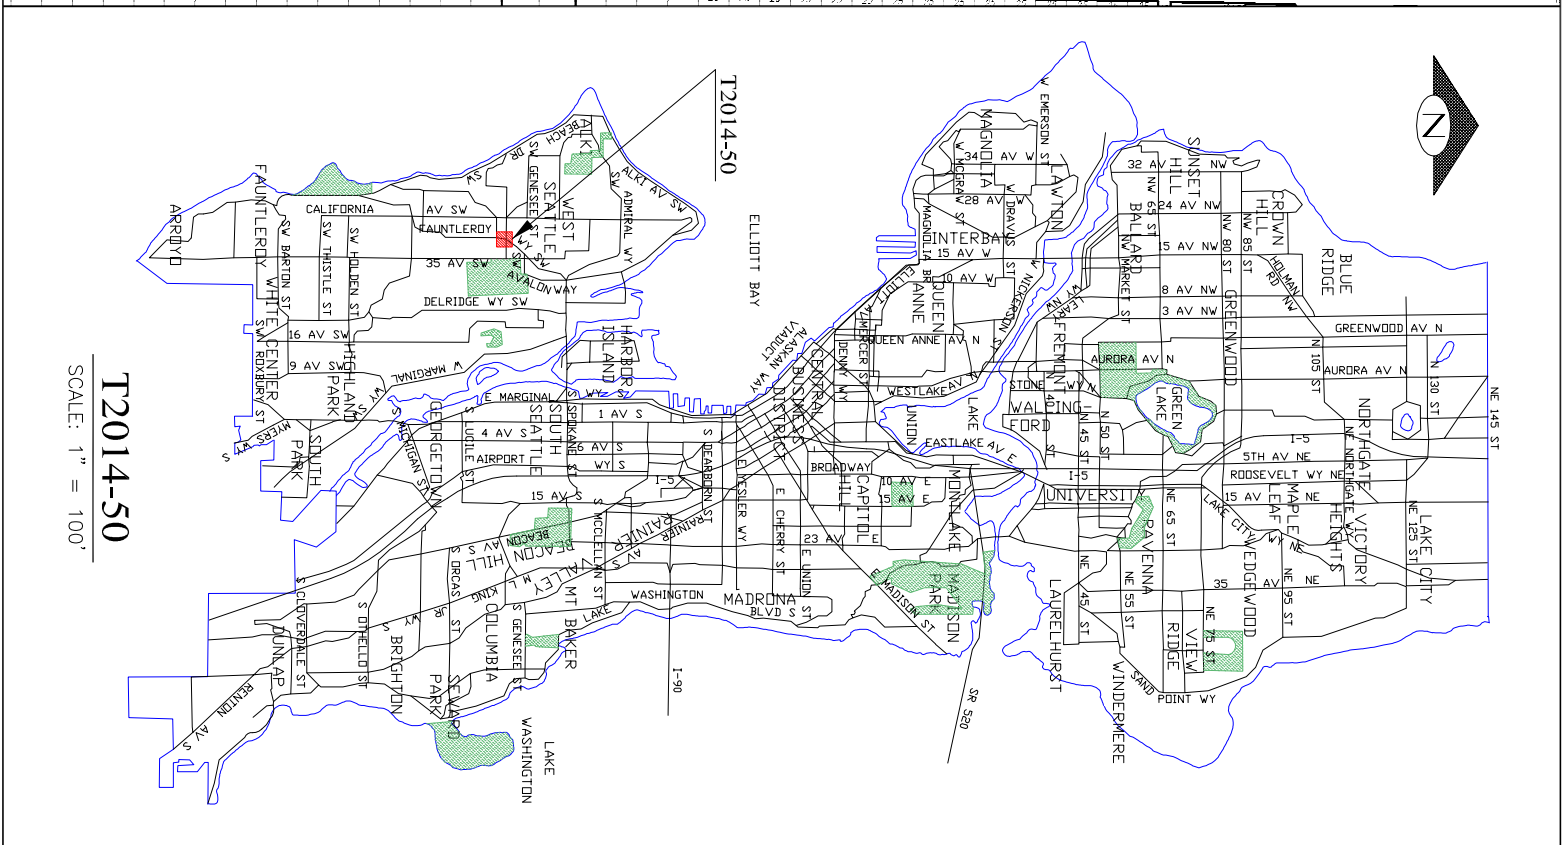 T2014-50
N
ELLIOTT BAY
W EMERSON ST
MAGNOLIA
34 AV W
W MCGRAW ST
28 AV W
W DRAVUS ST
LAWTON
MAGNOLIA BR
INTERBAY
15 AV W
10 AV W
W NICKERSON ST
QUEEN
ANNE
QUEEN ANNE AV N
MERCER ST
DENNY WY
WESTLAKE AV N
LAKE
UNION
EASTLAKE AV E
SUNSET
HILL
32 AV NW
NW 65 ST
24 AV NW
BALLARD
NW 80 ST
NW 85 ST
CROWN
HILL
15 AV NW
HOLMAN
RD NW
BLUE
RIDGE
NW MARKET ST
LEARY
WY NW
8 AV NW
3 AV NW
GREENWOOD
GREENWOOD AV N
N 105 ST
FREMONT
AURORA AV N
AURORA AV N
N 130 ST
NE 145 ST
STONE WY N
GREEN
LAKE
WALLING-
FORD
N 45 ST
N 50 ST
I-5
I-5
5TH AV NE
ROOSEVELT WY NE
NORTHGATE
NE NORTHGATE WY
UNIVERSITY
15 AV NE
LAKE CITY WY NE
MAPLE
LEAF
VICTORY
HEIGHTS
NE 125 ST
LAKE CITY
NE 65 ST
RAVENNA
WEDGEWOOD
35 AV NE
NE 95 ST
NE 55 ST
NE 45 ST
LAURELHURST
VIEW
RIDGE
NE 75 ST
SAND POINT WY
WINDERMERE
SR 520
ALKI
BEACH DR SW
ALKI AV SW
SW GENESEE ST
WEST
SEATTLE
SW ADMIRAL WY
CALIFORNIA AV SW
FAUNTLEROY WY SW
35 AV SW
AVALON WAY
FAUNTLEROY
ARROYO
SW BARTON ST
SW THISTLE ST
SW HOLDEN ST
DELRIDGE WY SW
WHITE CENTER
16 AV SW
9 AV SW
HIGHLAND
PARK
SW ROXBURY ST
W MARGINAL WY S
HARBOR
ISLAND
E MARGINAL WY S
1 AV S
4 AV S
6 AV S
AIRPORT WY S
SOUTH
SEATTLE
S SPOKANE ST
S LUCILE ST
GEORGETOWN
S MICHIGAN ST
SOUTH
PARK
MYERS WY S
15 AV S
I-5
ALASKAN WAY
VIADUCT
CENTRAL
BUSINESS
DISTRICT
S DEARBORN ST
E YESLER WY
E CHERRY ST
E UNION ST
BROADWAY
10 AV E
15 AV E
CAPITOL
HILL
MONTLAKE
23 AV E
E MADISON ST
MADISON
PARK
MADRONA
LAKE WASHINGTON BLVD S
S MCCLELLAN ST
RAINIER
VALLEY
RAINIER AV S
BEACON AV S
BEACON
HILL
M L KING JR WY S
S ORCAS ST
COLUMBIA
S GENESEE ST
MT
BAKER
BRIGHTON
S OTHELLO ST
S CLOVERDALE ST
DUNLAP
RENTON AV S
SEWARD
PARK
I-90
LAKE
WASHINGTON
T2014-50
SCALE: 1" = 100'